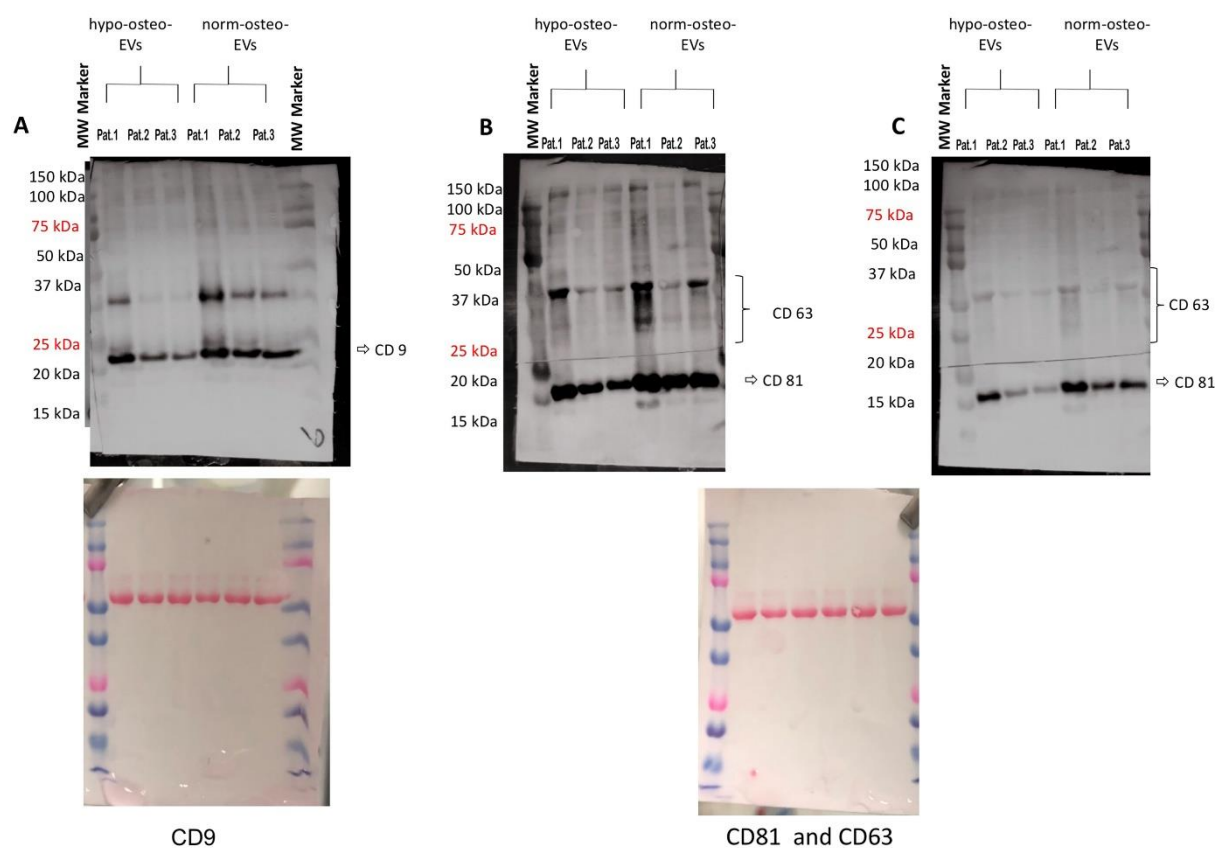 A
hypo-osteo-
EVs
norm-osteo-
EVs
MW Marker
Pat.1 Pat.2 Pat.3 Pat.1 Pat.2 Pat.3
MW Marker
150 kDa
100 kDa
75 kDa
50 kDa
37 kDa
25 kDa
20 kDa
15 kDa
⇨ CD 9
B
hypo-osteo-
EVs
norm-osteo-
EVs
MW Marker
Pat.1 Pat.2 Pat.3 Pat.1 Pat.2 Pat.3
150 kDa
100 kDa
75 kDa
50 kDa
37 kDa
25 kDa
20 kDa
15 kDa
CD 63
⇨ CD 81
C
hypo-osteo-
EVs
norm-osteo-
EVs
MW Marker
Pat.1 Pat.2 Pat.3 Pat.1 Pat.2 Pat.3
150 kDa
100 kDa
75 kDa
50 kDa
37 kDa
25 kDa
20 kDa
15 kDa
CD 63
⇨ CD 81
CD9
CD81 and CD63